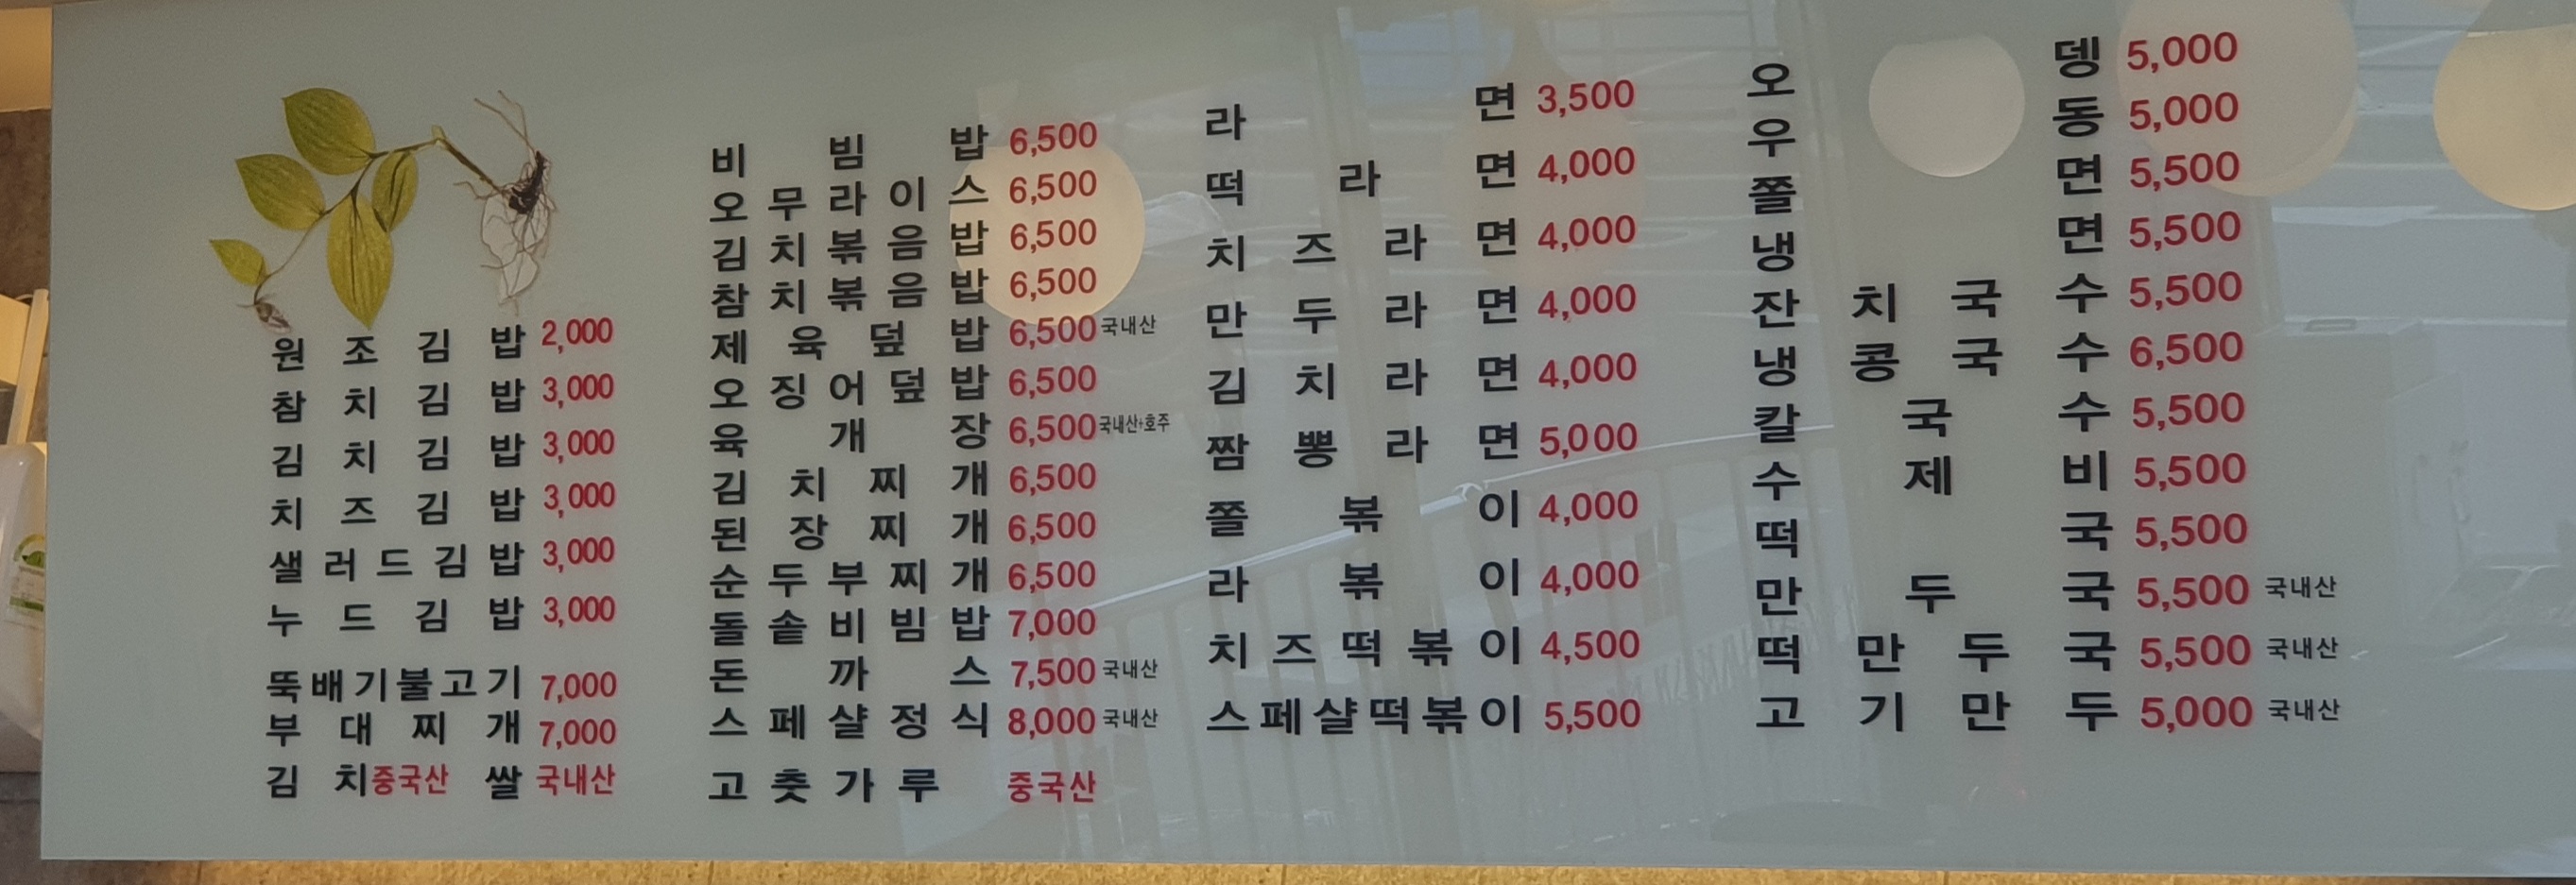 원조김밥 2,000
참치김밥 3,000
김치김밥 3,000
치즈김밥 3,000
샐러드김밥 3,000
누드김밥 3,000
뚝배기불고기 7,000
부대찌개 7,000
김치중국산 쌀 국내산
비빔밥 6,500
오무라이스 6,500
김치볶음밥 6,500
참치볶음밥 6,500
제육덮밥 6,500 국내산
오징어덮밥 6,500
육개장 6,500 국내산+호주
김치찌개 6,500
된장찌개 6,500
순두부찌개 6,500
돌솥비빔밥 7,000
돈까스 7,500 국내산
스페샬정식 8,000 국내산
고춧가루 중국산
라면 3,500
떡라면 4,000
치즈라면 4,000
만두라면 4,000
김치라면 4,000
짬뽕라면 5,000
쫄볶이 4,000
라볶이 4,000
치즈떡볶이 4,500
스페샬떡볶이 5,500
오뎅 5,000
우동 5,000
쫄면 5,500
냉면 5,500
잔치국수 5,500
냉콩국수 6,500
칼국수 5,500
수제비 5,500
떡국 5,500
만두국 5,500 국내산
떡만두국 5,500 국내산
고기만두 5,000 국내산